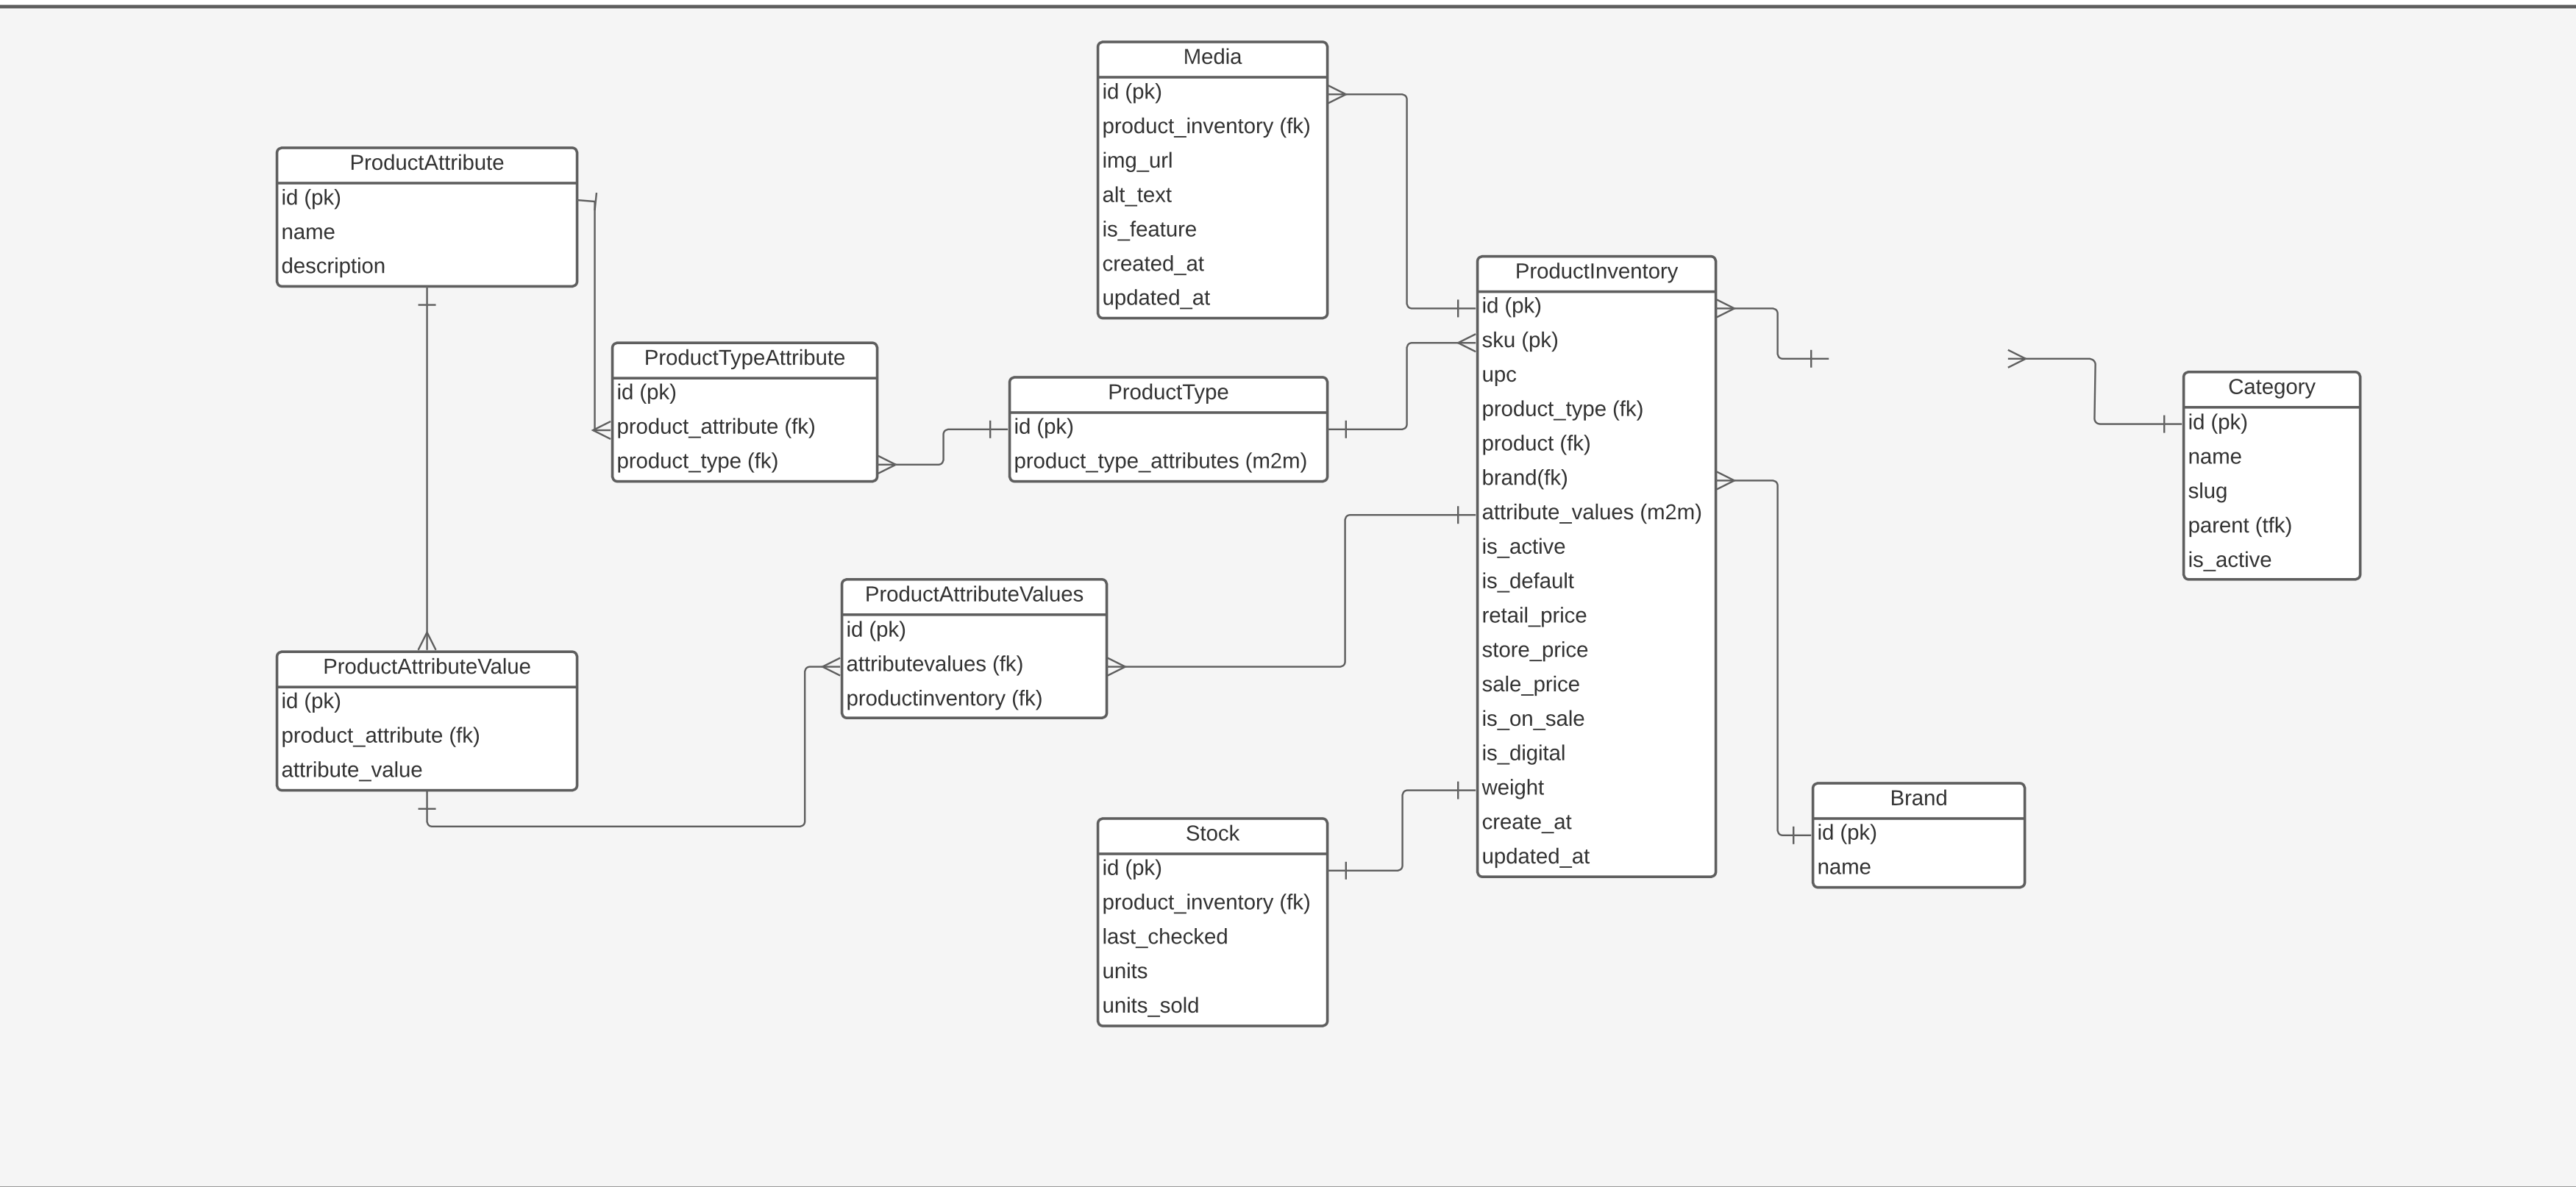 Media
id (pk)
product_inventory (fk)
img_url
alt_text
is_feature
created_at
updated_at
ProductAttribute
id (pk)
name
description
ProductTypeAttribute
id (pk)
product_attribute (fk)
product_type (fk)
ProductType
id (pk)
product_type_attributes (m2m)
ProductInventory
id (pk)
sku (pk)
upc
product_type (fk)
product (fk)
brand(fk)
attribute_values (m2m)
is_active
is_default
retail_price
store_price
sale_price
is_on_sale
is_digital
weight
create_at
updated_at
Category
id (pk)
name
slug
parent (tfk)
is_active
ProductAttributeValues
id (pk)
attributevalues (fk)
productinventory (fk)
ProductAttributeValue
id (pk)
product_attribute (fk)
attribute_value
Stock
id (pk)
product_inventory (fk)
last_checked
units
units_sold
Brand
id (pk)
name